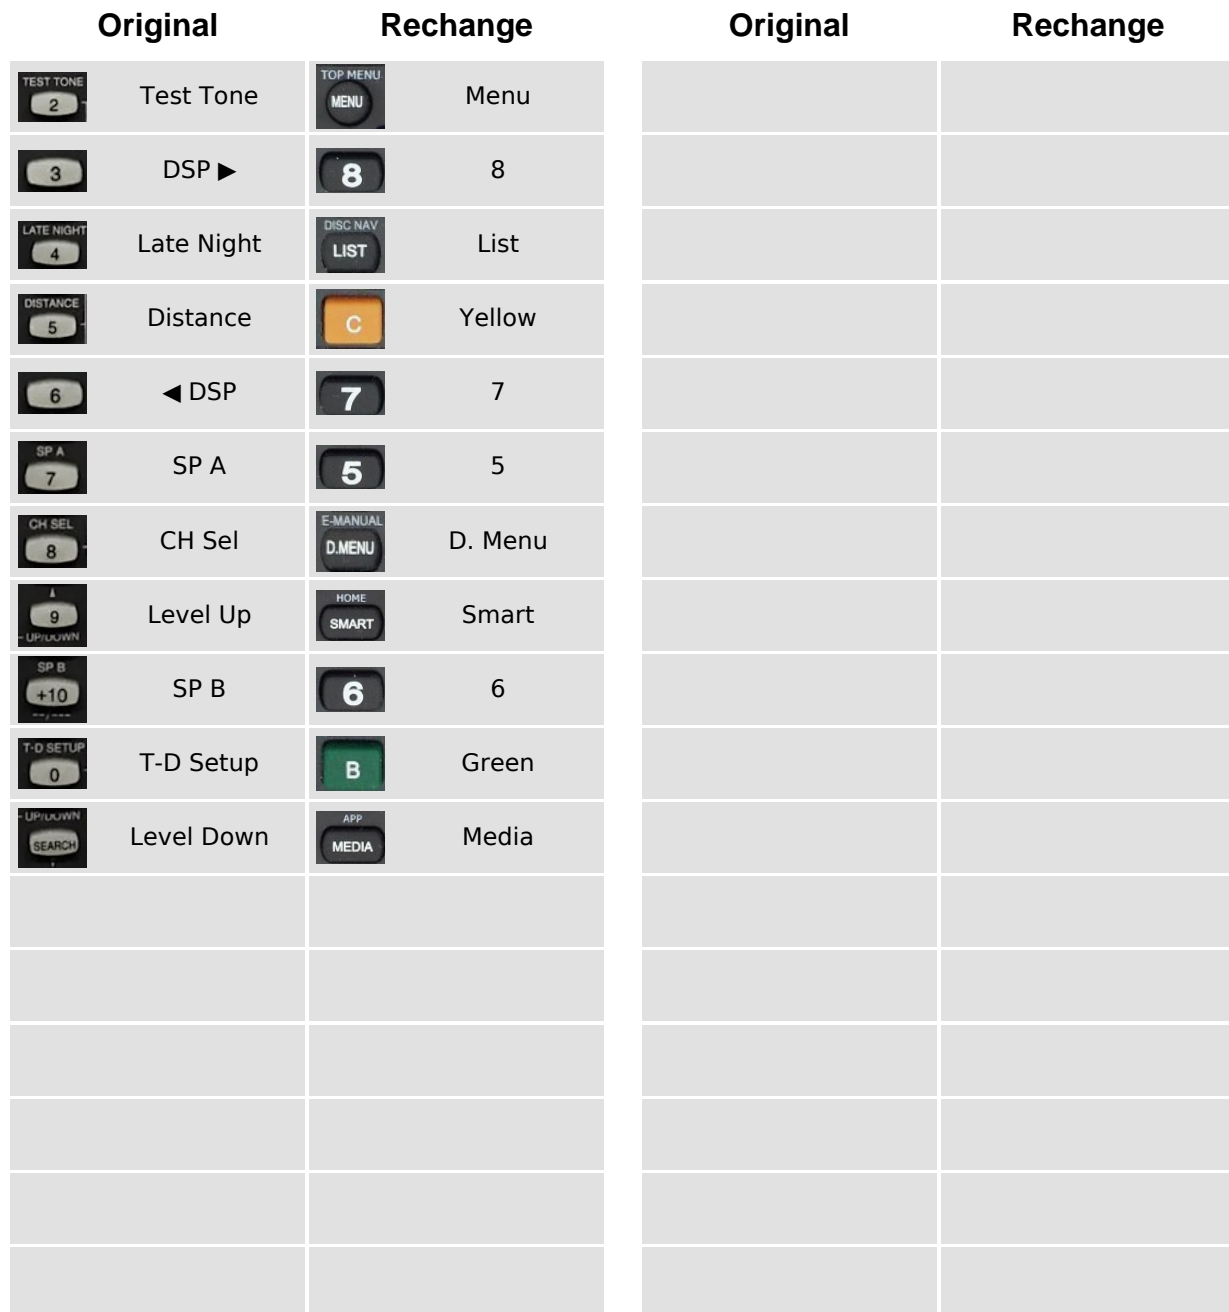 Original Rechange Original Rechange
TEST TONE 2 Test Tone TOP MENU MENU Menu
3 DSP ▶ 8 8
LATE NIGHT 4 Late Night DISC NAV LIST List
DISTANCE 5 Distance C Yellow
6 ◀ DSP 7 7
SP A 7 SP A 5 5
CH SEL 8 CH Sel E-MANUAL D.MENU D. Menu
9 - UP/DOWN Level Up HOME SMART Smart
SP B +10 SP B 6 6
T-D SETUP 0 T-D Setup B Green
- UP/DOWN SEARCH Level Down APP MEDIA Media